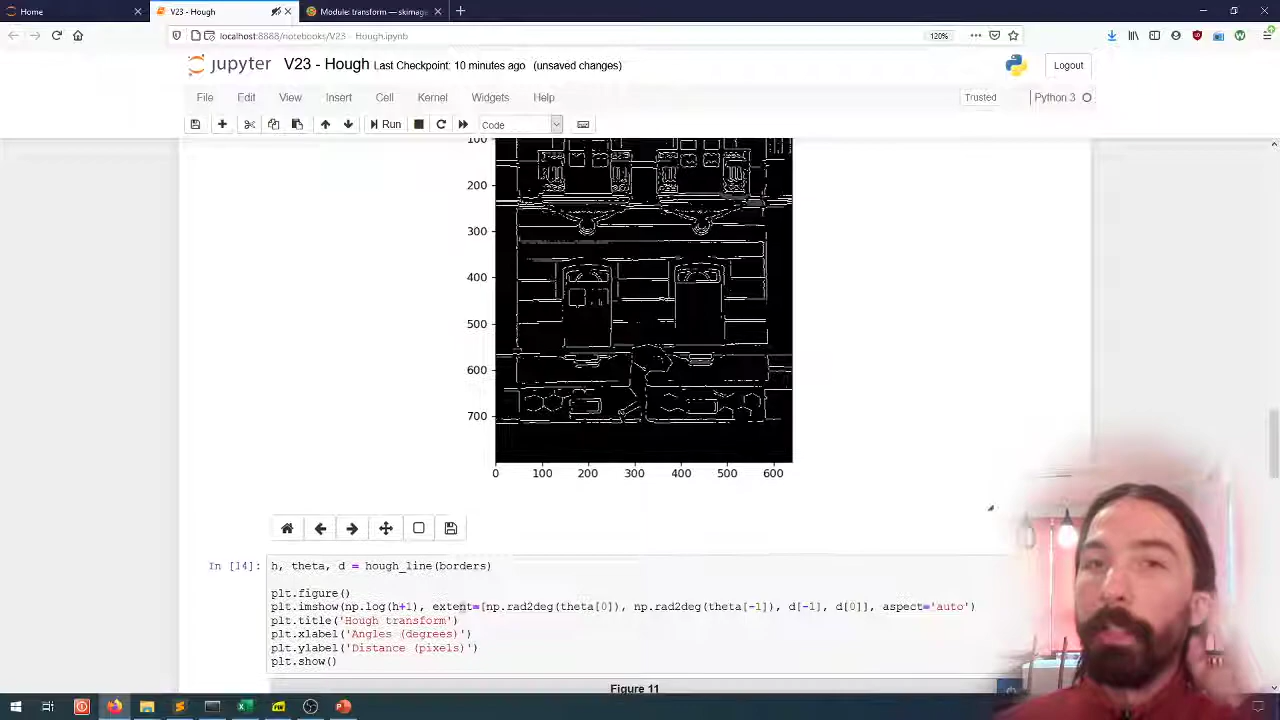 Home
V23 - Hough
Module: transform — skimage
localhost:8888/notebooks/V23 - Hough.ipynb
120%
jupyter
V23 - Hough
Last Checkpoint: 10 minutes ago (unsaved changes)
Logout
File
Edit
View
Insert
Cell
Kernel
Widgets
Help
Trusted
Python 3
Run
Code
100
200
300
400
500
600
700
0 100 200 300 400 500 600
In [14]:
h, theta, d = hough_line(borders)
plt.figure()
plt.imshow(np.log(h+1), extent=[np.rad2deg(theta[0]), np.rad2deg(theta[-1]), d[-1], d[0]], aspect='auto')
plt.title('Hough transform')
plt.xlabel('Angles (degrees)')
plt.ylabel('Distance (pixels)')
plt.show()
Figure 11